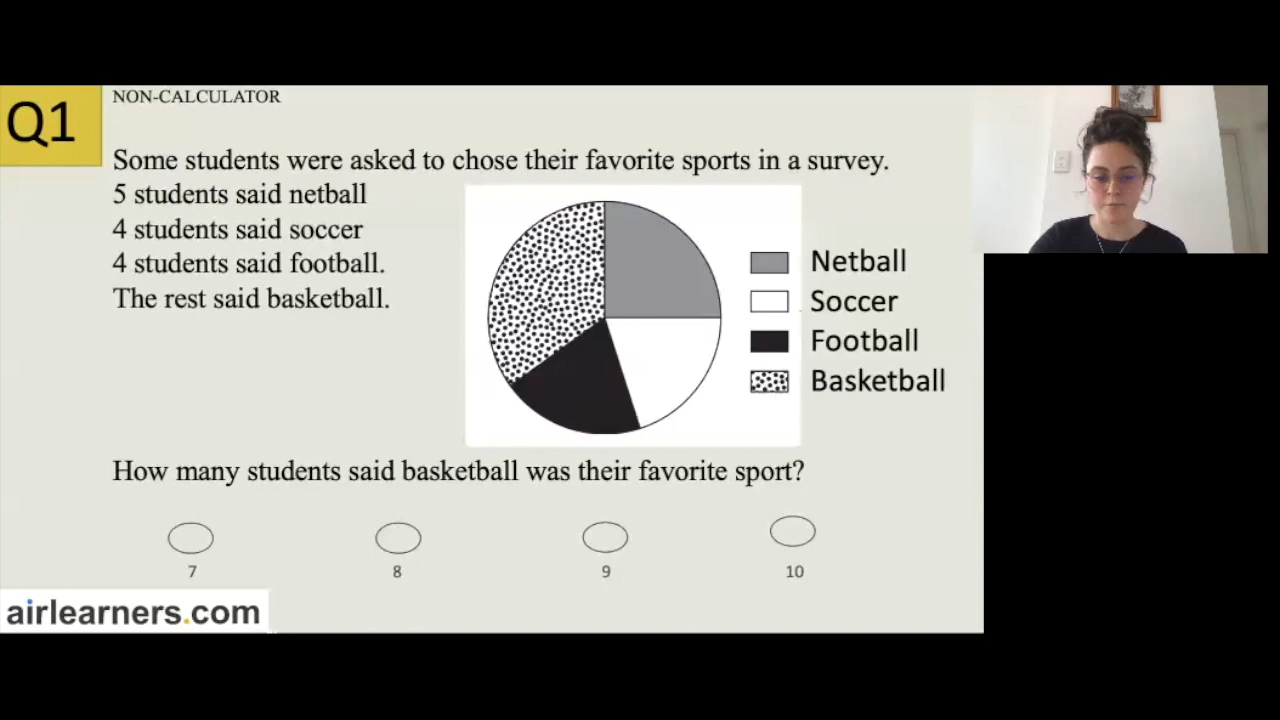 Q1
NON-CALCULATOR
Some students were asked to chose their favorite sports in a survey.
5 students said netball
4 students said soccer
4 students said football.
The rest said basketball.
Netball
Soccer
Football
Basketball
How many students said basketball was their favorite sport?
7 8 9 10
airlearners.com